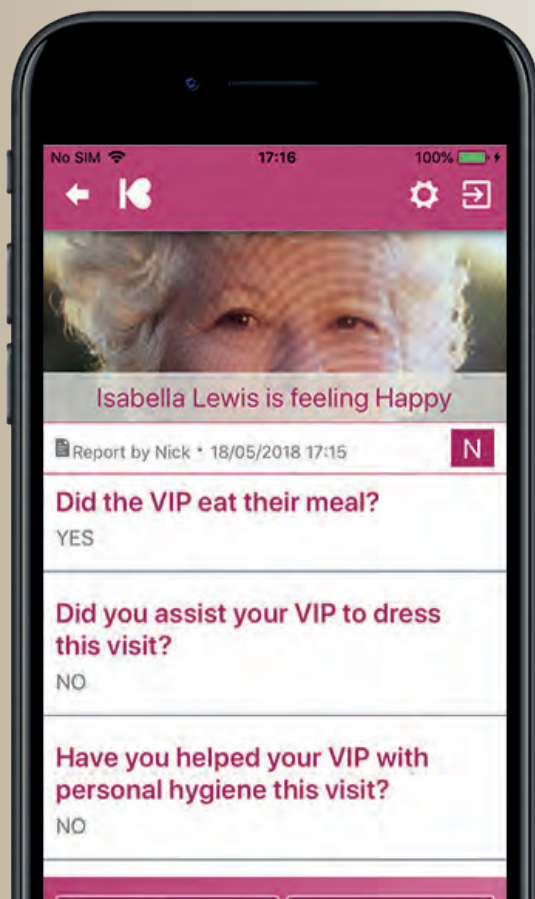 No SIM 17:16 100%
Isabella Lewis is feeling Happy
Report by Nick • 18/05/2018 17:15 N
Did the VIP eat their meal?
YES
Did you assist your VIP to dress
this visit?
NO
Have you helped your VIP with
personal hygiene this visit?
NO